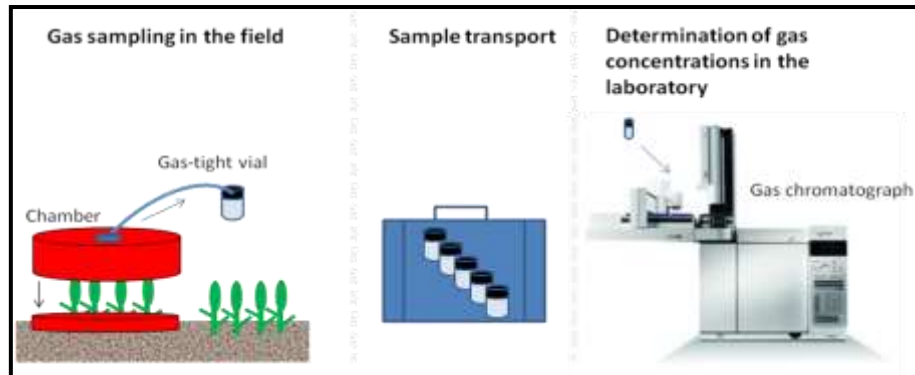 Gas sampling in the field
Sample transport
Determination of gas
concentrations in the
laboratory
Gas-tight vial
Chamber
Gas chromatograph